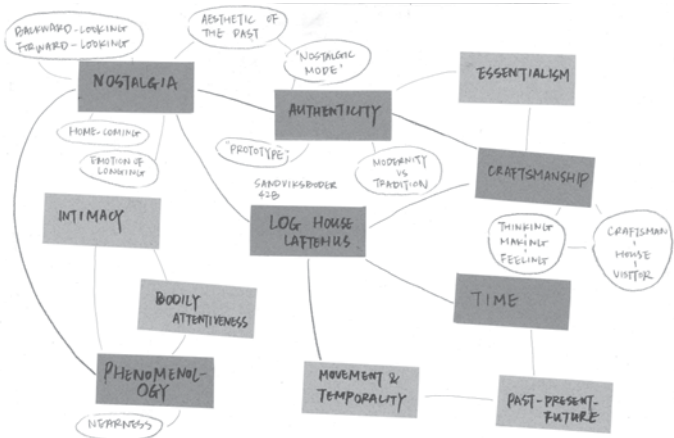 BACKWARD-LOOKING
FORWARD-LOOKING
AESTHETIC OF
THE PAST
"NOSTALGIC
MODE"
NOSTALGIA
ESSENTIALISM
AUTHENTICITY
HOME-COMING
"PROTOTYPE"
MODERNITY
VS
TRADITION
EMOTION OF
LONGING
CRAFTSMANSHIP
SANDVIKSBODER
42B
INTIMACY
LOG HOUSE
LAFTEHUS
THINKING
MAKING
FEELING
CRAFTSMAN
HOUSE
VISITOR
BODILY
ATTENTIVENESS
TIME
PHENOMENOL-
OGY
MOVEMENT &
TEMPORALITY
PAST-PRESENT-
FUTURE
NEARNESS